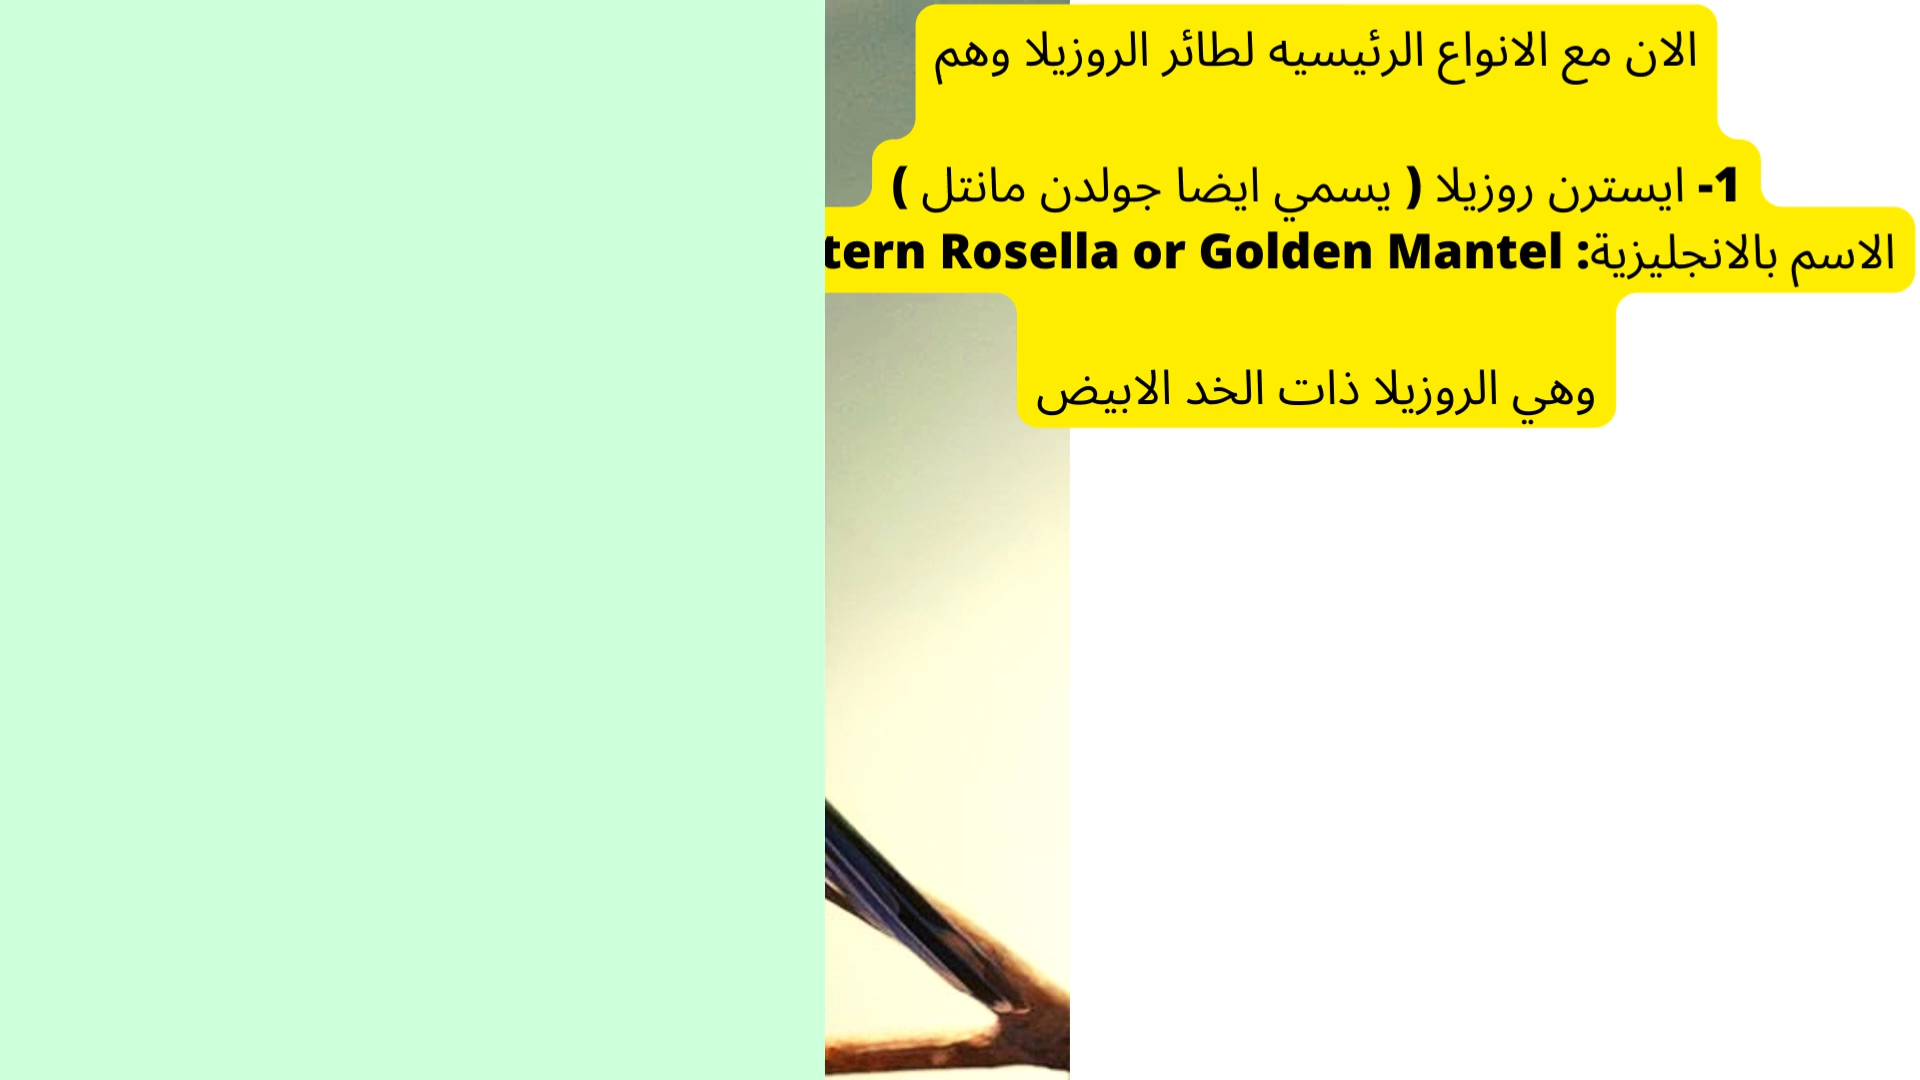 الان مع الانواع الرئيسيه لطائر الروزيلا وهم
1- ايسترن روزيلا ( يسمي ايضا جولدن مانتل )
الاسم بالانجليزية: tern Rosella or Golden Mantel
وهي الروزيلا ذات الخد الابيض